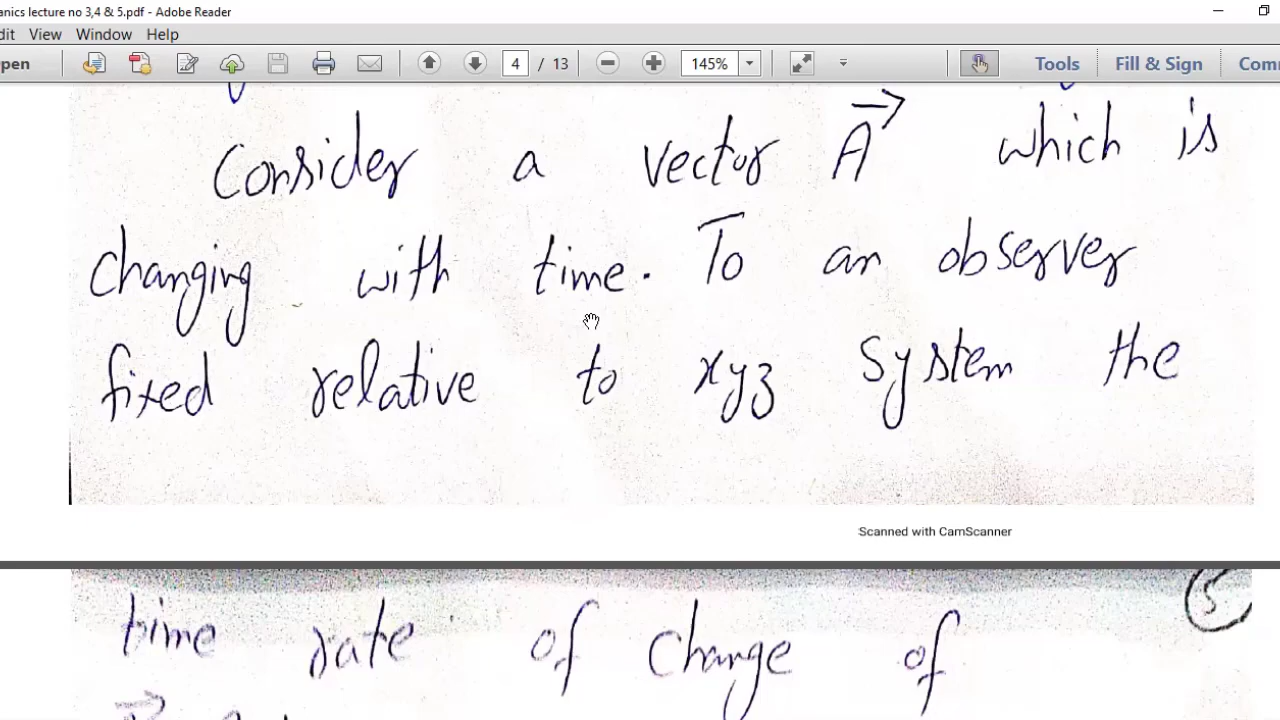 anics lecture no 3,4 & 5.pdf - Adobe Reader
dit View Window Help
pen 4 / 13 145% Tools Fill & Sign Com
Consider a vector A which is
changing with time. To an observer
fixed relative to xyz system the
Scanned with CamScanner
5
time rate of change of